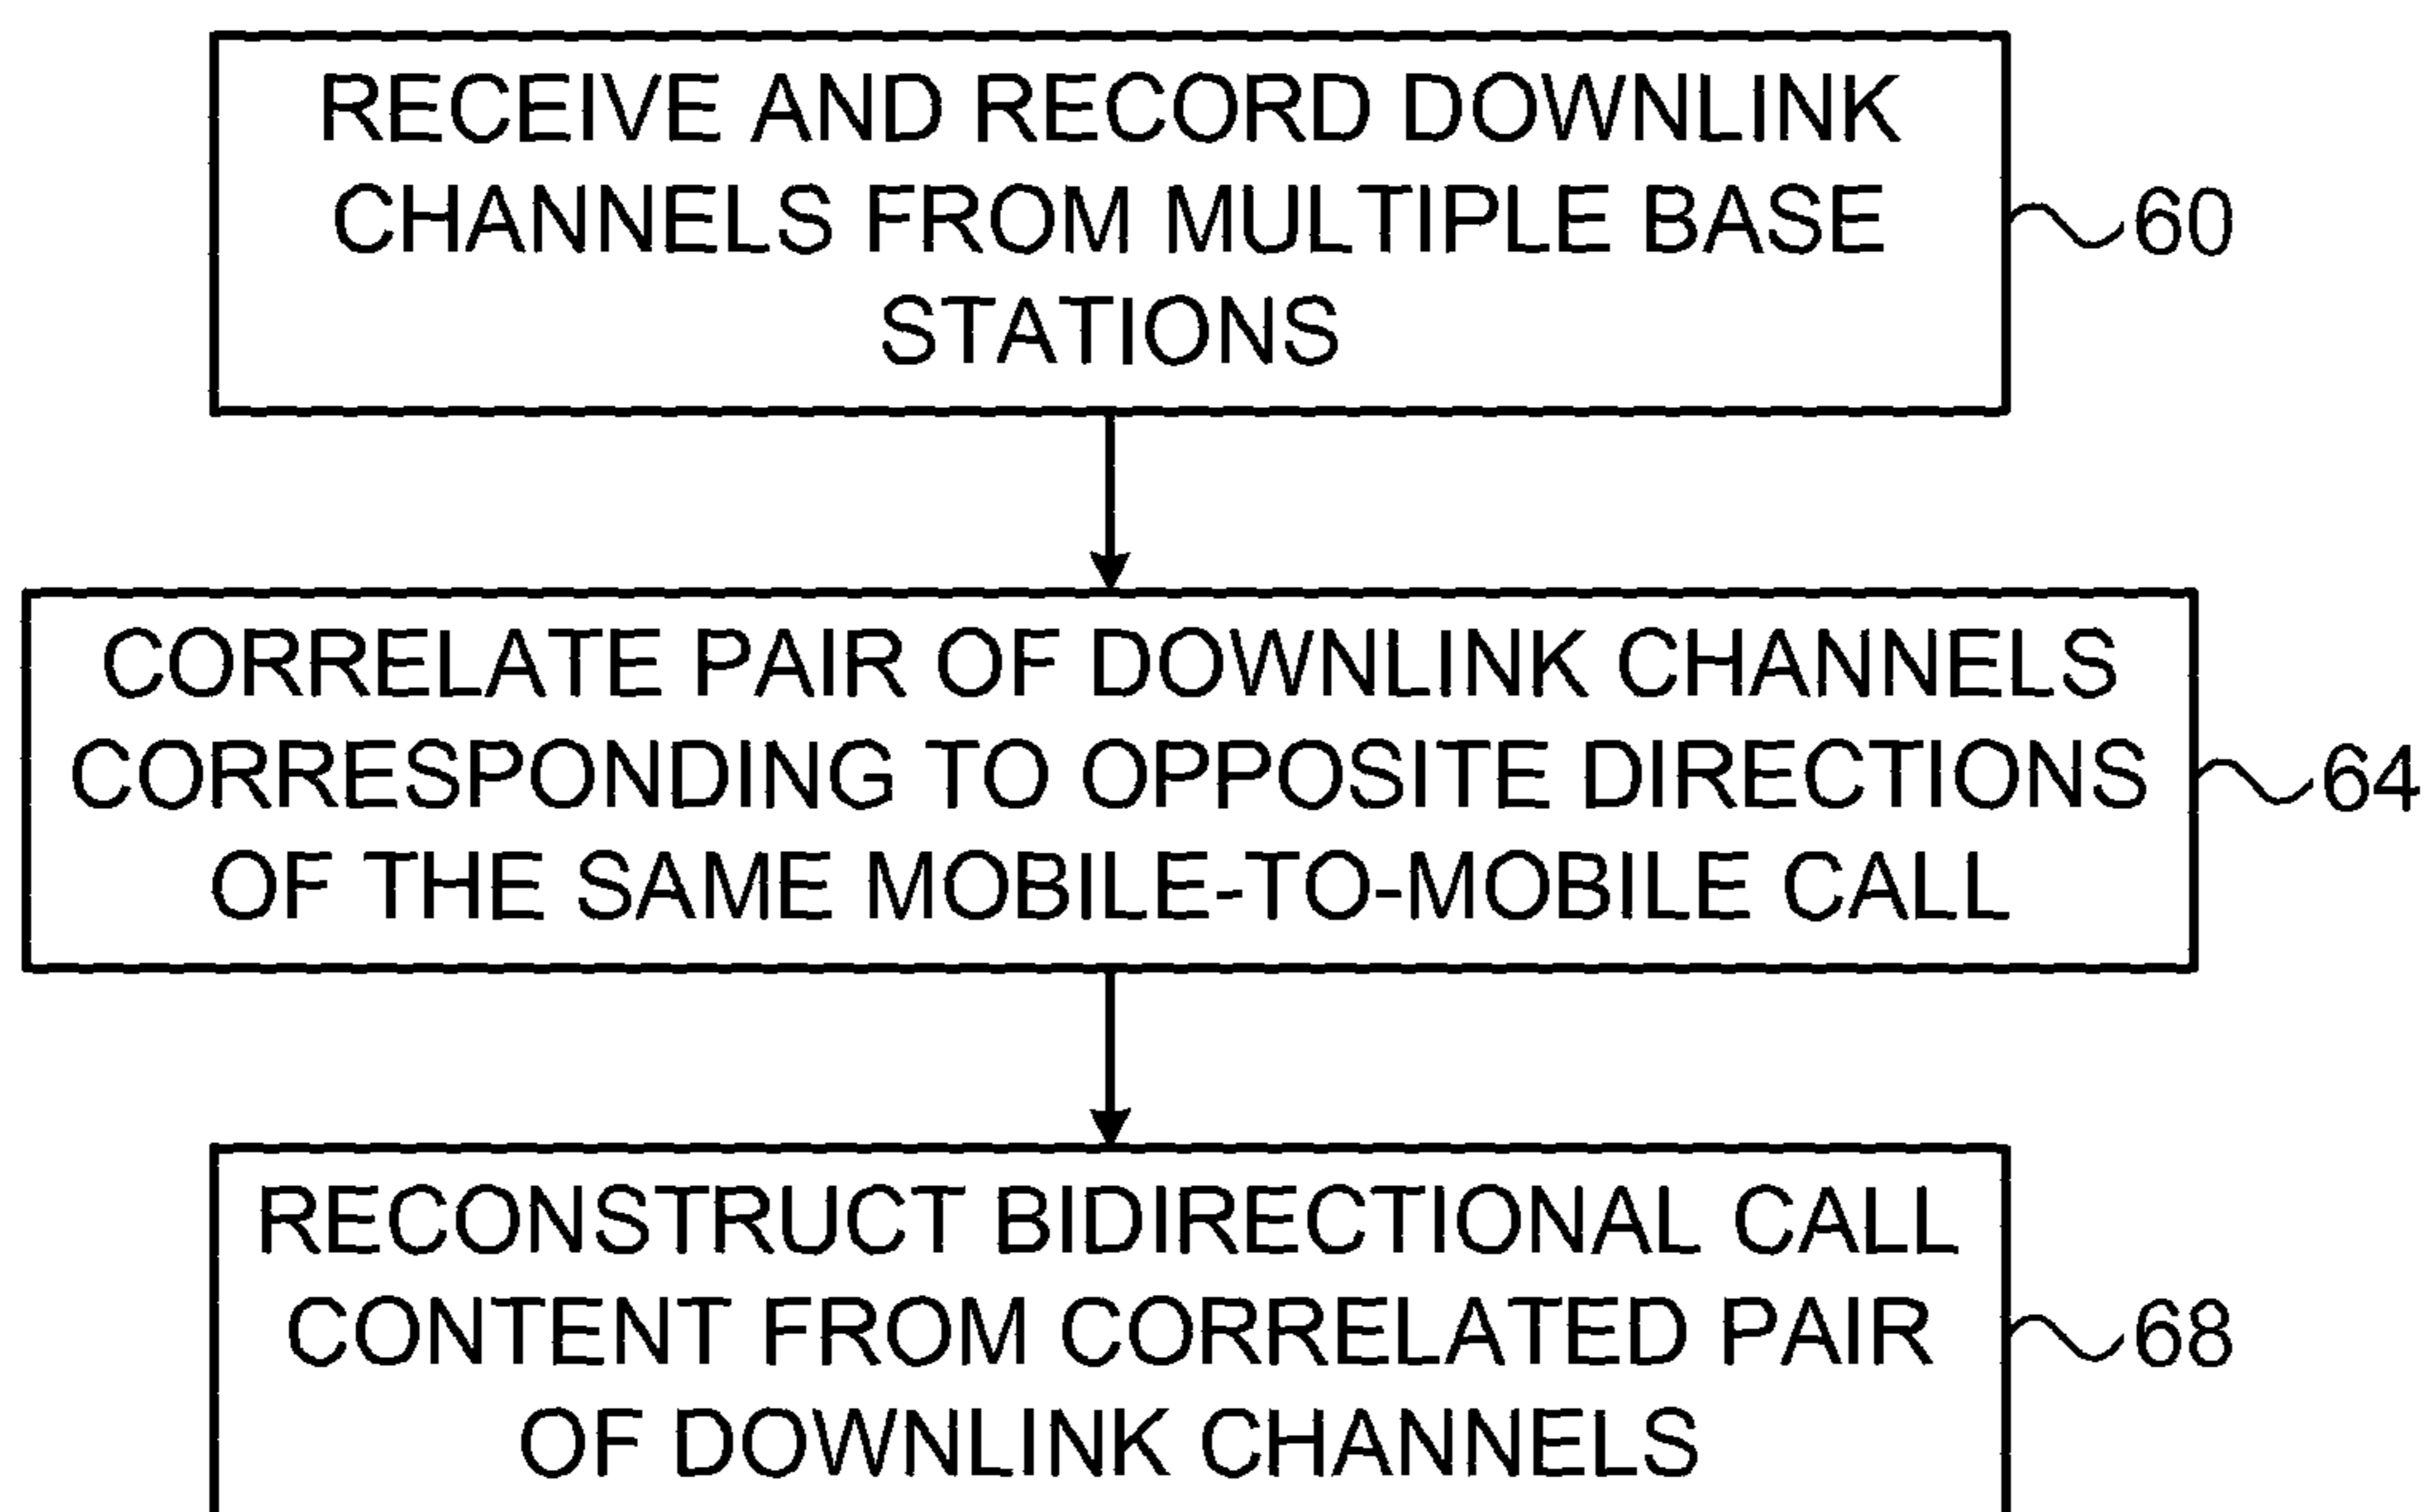 RECEIVE AND RECORD DOWNLINK
CHANNELS FROM MULTIPLE BASE
STATIONS
60
CORRELATE PAIR OF DOWNLINK CHANNELS
CORRESPONDING TO OPPOSITE DIRECTIONS
OF THE SAME MOBILE-TO-MOBILE CALL
64
RECONSTRUCT BIDIRECTIONAL CALL
CONTENT FROM CORRELATED PAIR
OF DOWNLINK CHANNELS
68